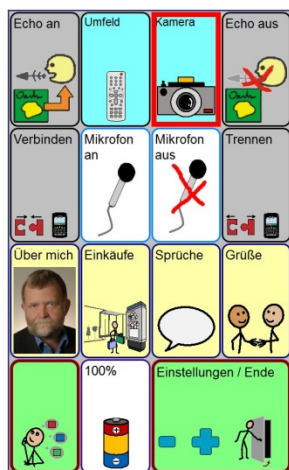 Echo an
Umfeld
Kamera
Echo aus
Verbinden
Mikrofon
an
Mikrofon
aus
Trennen
Über mich
Einkäufe
Sprüche
Grüße
100%
Einstellungen / Ende